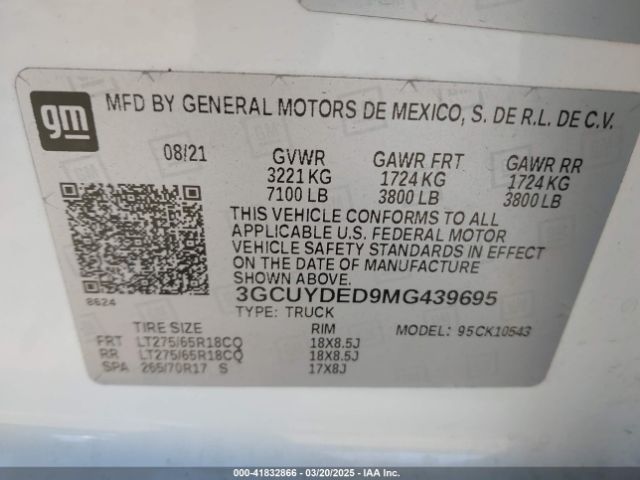 gm
MFD BY GENERAL MOTORS DE MEXICO, S. DE R.L. DE C.V.
08/21 GVWR GAWR FRT GAWR RR
3221 KG 1724 KG 1724 KG
7100 LB 3800 LB 3800 LB
THIS VEHICLE CONFORMS TO ALL
APPLICABLE U.S. FEDERAL MOTOR
VEHICLE SAFETY STANDARDS IN EFFECT
ON THE DATE OF MANUFACTURE
SHOWN ABOVE
8624
3GCUYDED9MG439695
TYPE: TRUCK
TIRE SIZE RIM MODEL: 95CK10543
FRT LT275/65R18CQ 18X8.5J
RR LT275/65R18CQ 18X8.5J
SPA 265/70R17 S 17X8J
000-41832866 — 03/20/2025 — IAAI.COM